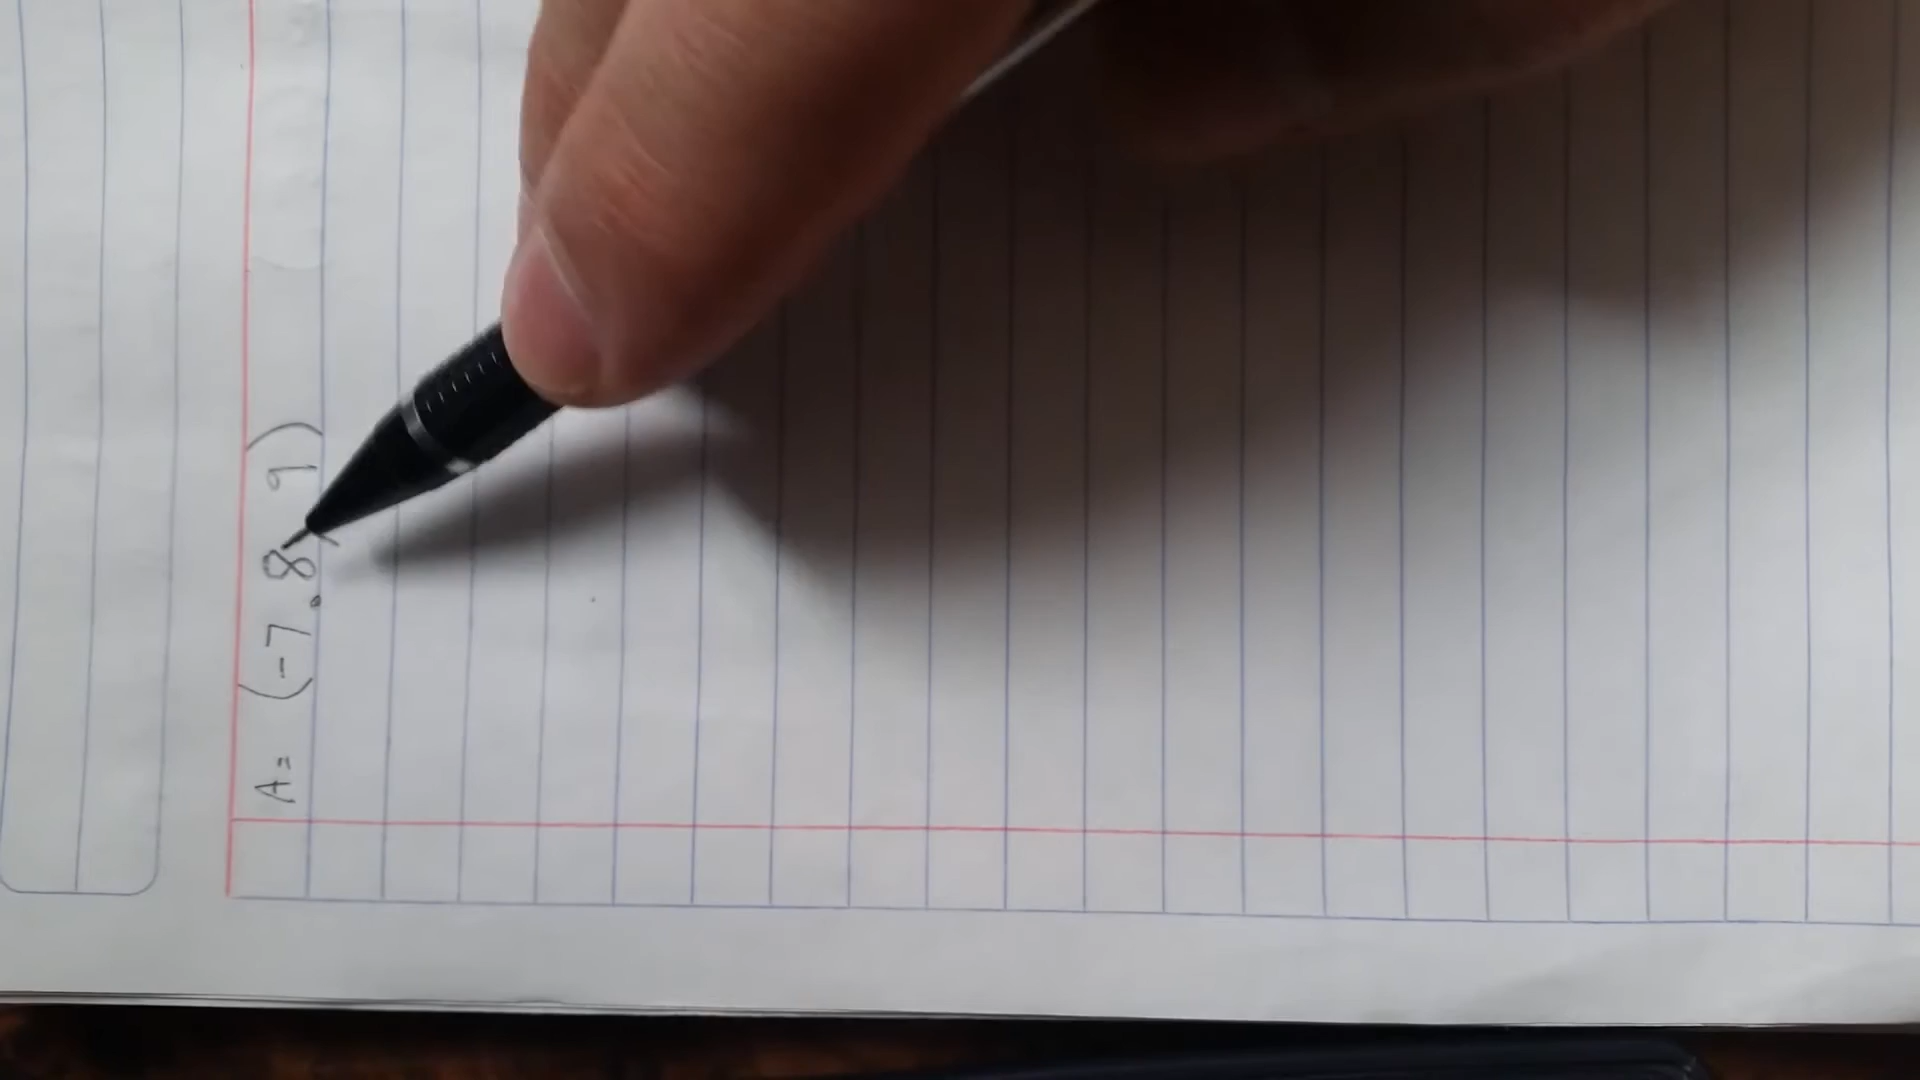 A= (-7.8, 9)